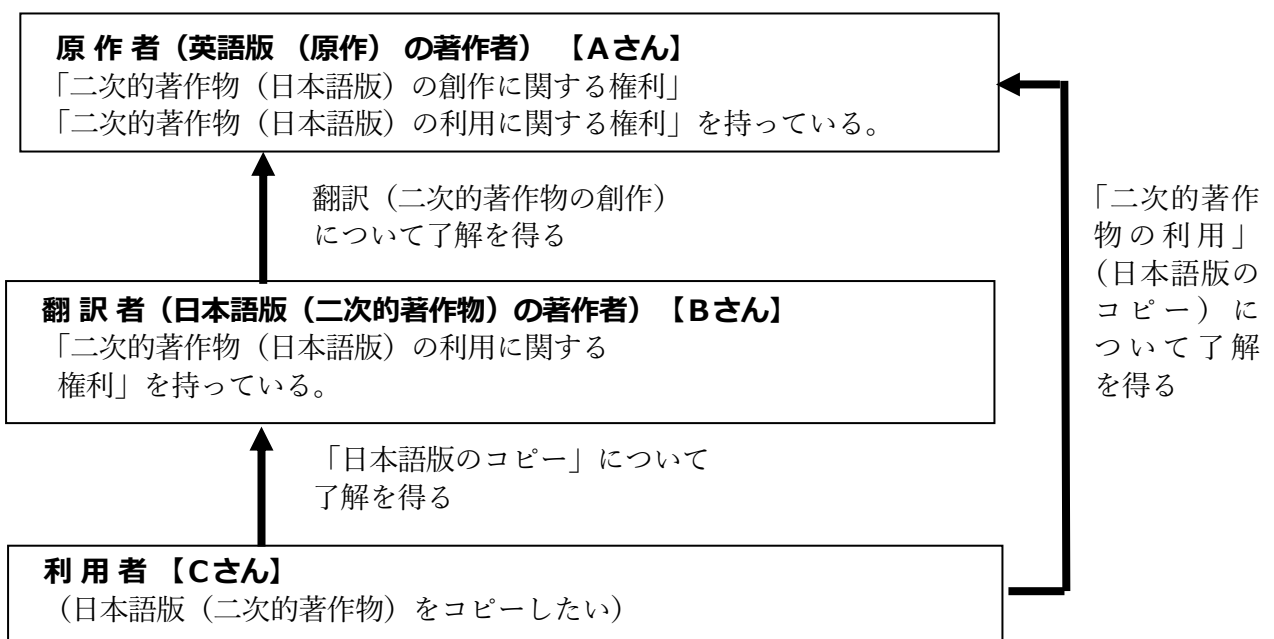 原 作 者（英語版 （原作） の著作者） 【Aさん】
「二次的著作物（日本語版）の創作に関する権利」
「二次的著作物（日本語版）の利用に関する権利」を持っている。
翻訳（二次的著作物の創作）
について了解を得る
「二次的著作
物の利用」
（日本語版の
コピー）に
ついて了解
を得る
翻 訳 者（日本語版（二次的著作物）の著作者）【Bさん】
「二次的著作物（日本語版）の利用に関する
権利」を持っている。
「日本語版のコピー」について
了解を得る
利 用 者 【Cさん】
（日本語版（二次的著作物）をコピーしたい）